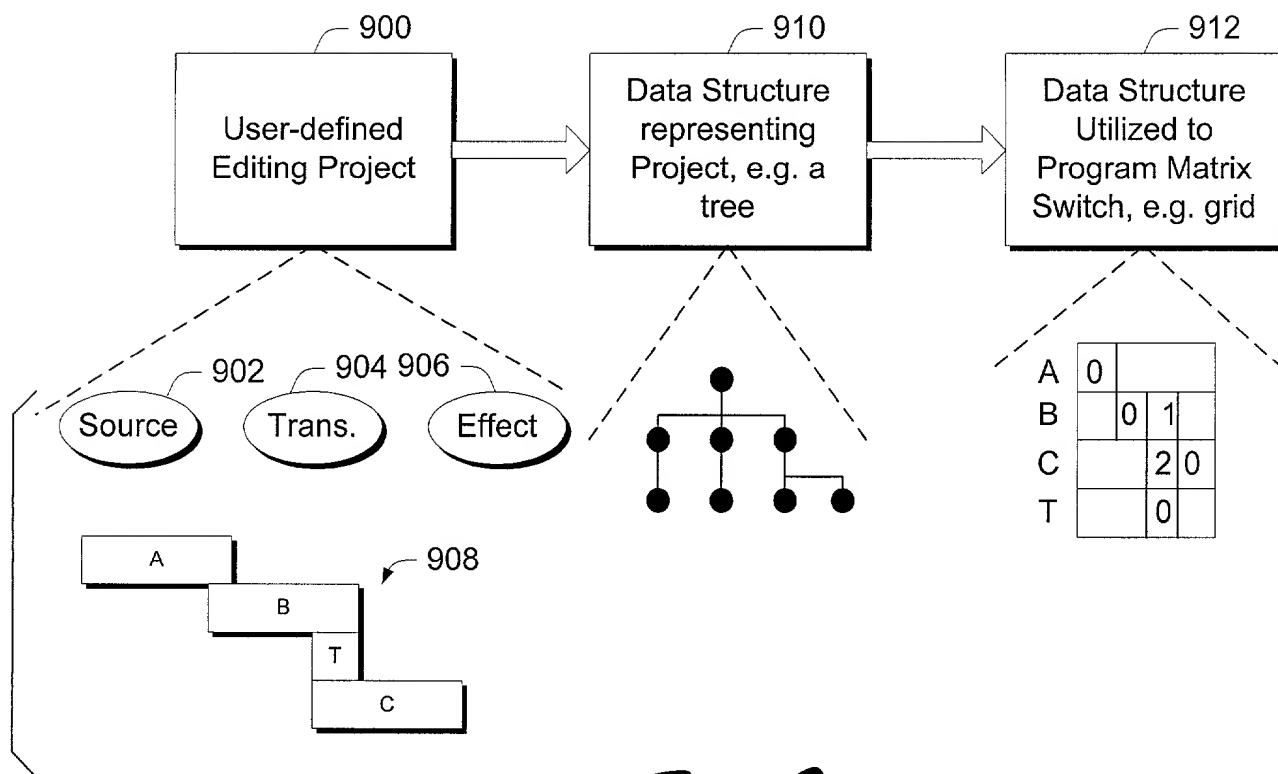 900
910
912
User-defined
Editing Project
Data Structure
representing
Project, e.g. a
tree
Data Structure
Utilized to
Program Matrix
Switch, e.g. grid
902
904
906
Source
Trans.
Effect
A
B
T
C
908
A 0
B 0 1
C 2 0
T 0